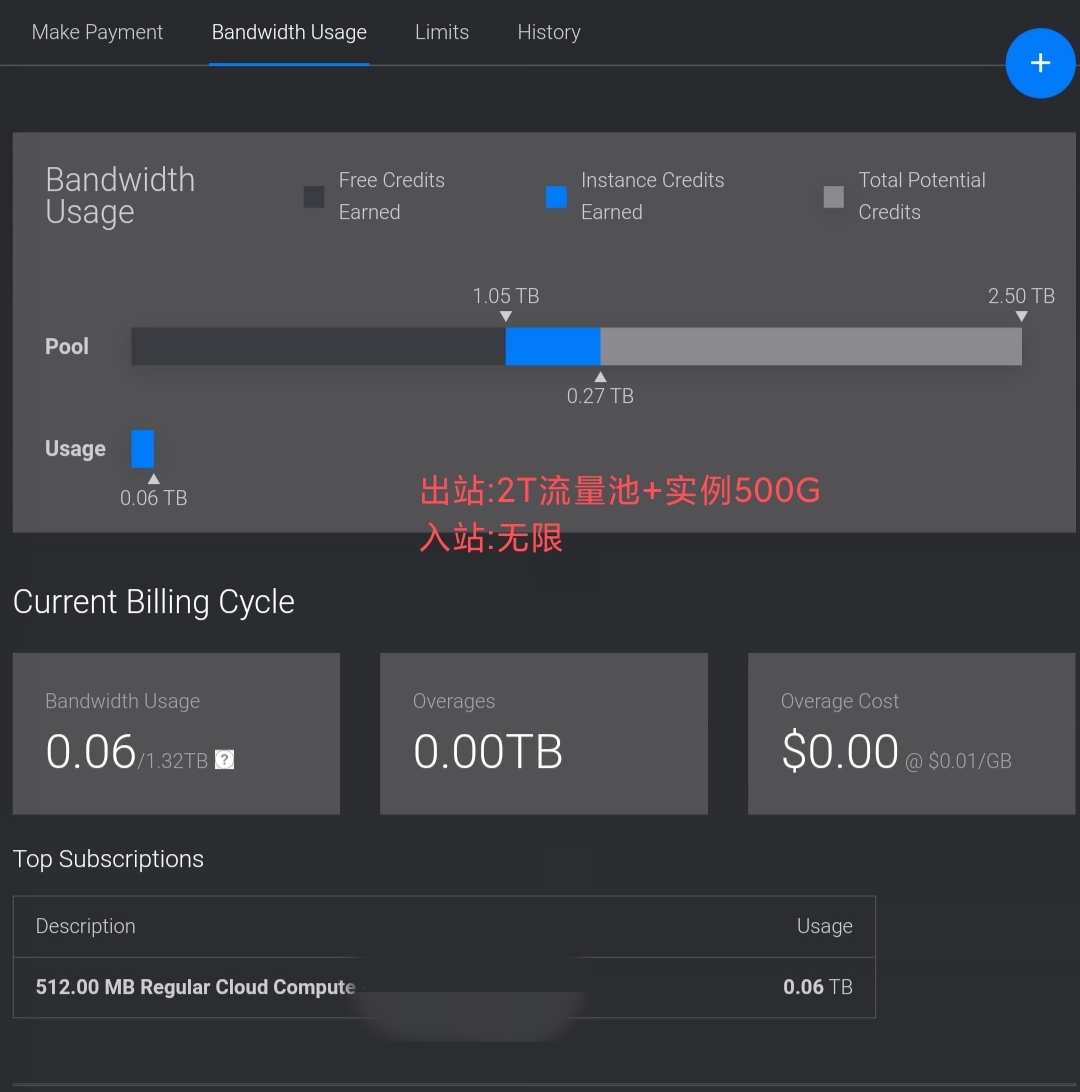 Make Payment Bandwidth Usage Limits History
+
Bandwidth
Usage
Free Credits
Earned
Instance Credits
Earned
Total Potential
Credits
1.05 TB
2.50 TB
Pool
0.27 TB
Usage
0.06 TB
出站:2T流量池+实例500G
入站:无限
Current Billing Cycle
Bandwidth Usage
0.06/1.32TB ?
Overages
0.00TB
Overage Cost
$0.00 @ $0.01/GB
Top Subscriptions
Description Usage
512.00 MB Regular Cloud Compute 0.06 TB